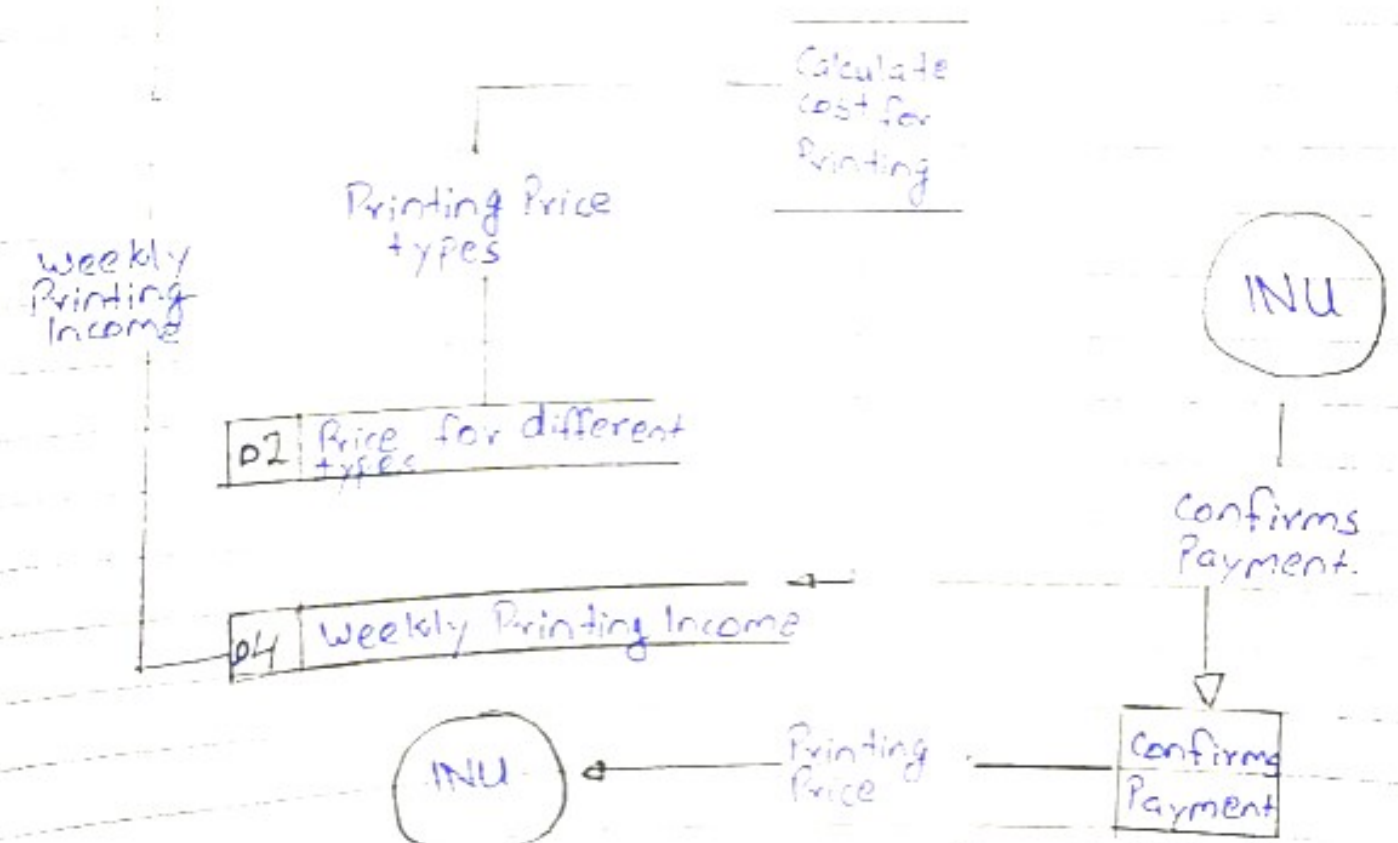 Calculate
cost for
Printing
Printing Price
types
Weekly
Printing
Income
INU
D2
Price for different
types
Confirms
Payment.
D4
Weekly Printing Income
INU
Printing
Price
Confirms
Payment